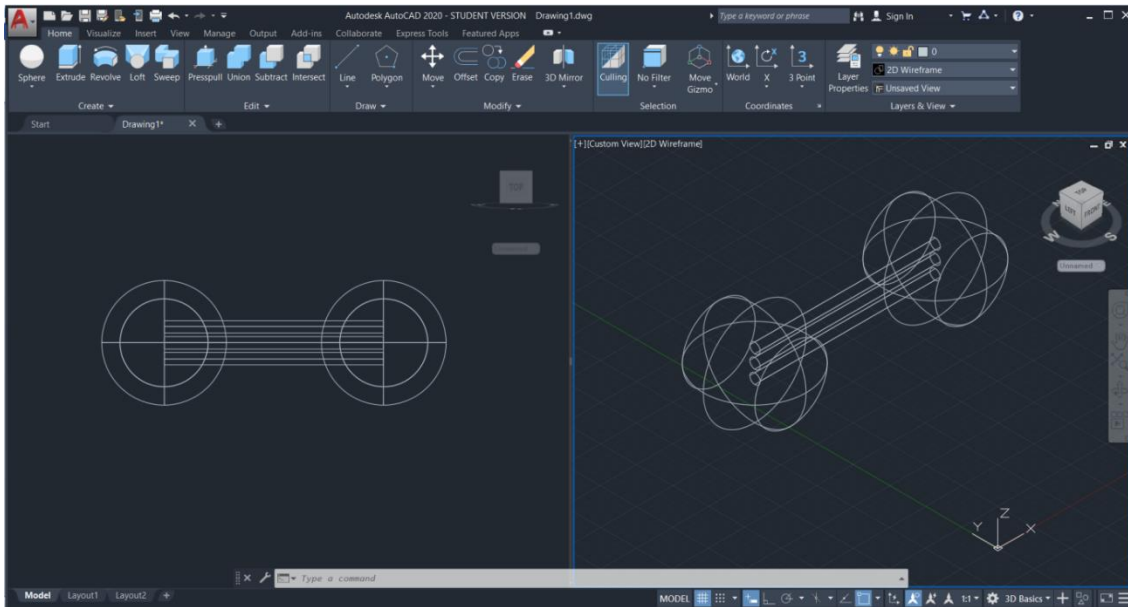 Autodesk AutoCAD 2020 - STUDENT VERSION Drawing1.dwg
Type a keyword or phrase
Sign In
Home Visualize Insert View Manage Output Add-ins Collaborate Express Tools Featured Apps
Sphere Extrude Revolve Loft Sweep Presspull Union Subtract Intersect Line Polygon Move Offset Copy Erase 3D Mirror Culling No Filter Move Gizmo World X 3 Point Layer Properties
0
2D Wireframe
Unsaved View
Create Edit Draw Modify Selection Coordinates Layers & View
Start Drawing1* X +
[+][Custom View][2D Wireframe]
TOP
TOP
LEFT FRONT
W S
Unnamed
Z
Y X
Type a command
Model Layout1 Layout2 +
MODEL 1:1 3D Basics